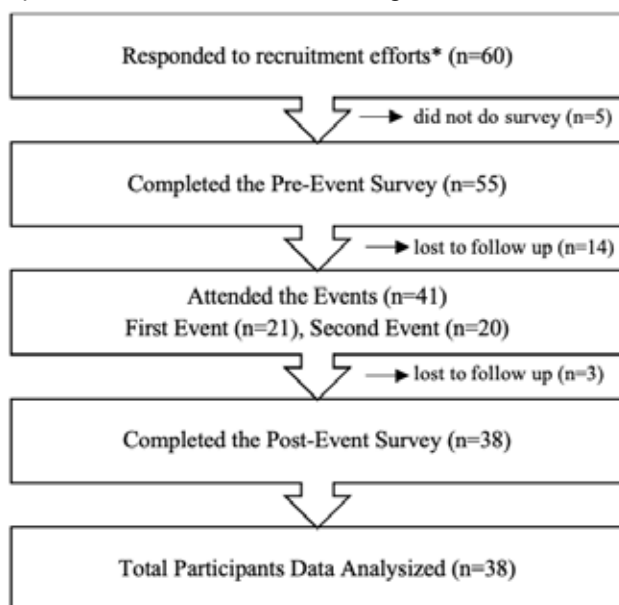 Responded to recruitment efforts* (n=60)
did not do survey (n=5)
Completed the Pre-Event Survey (n=55)
lost to follow up (n=14)
Attended the Events (n=41)
First Event (n=21), Second Event (n=20)
lost to follow up (n=3)
Completed the Post-Event Survey (n=38)
Total Participants Data Analysized (n=38)